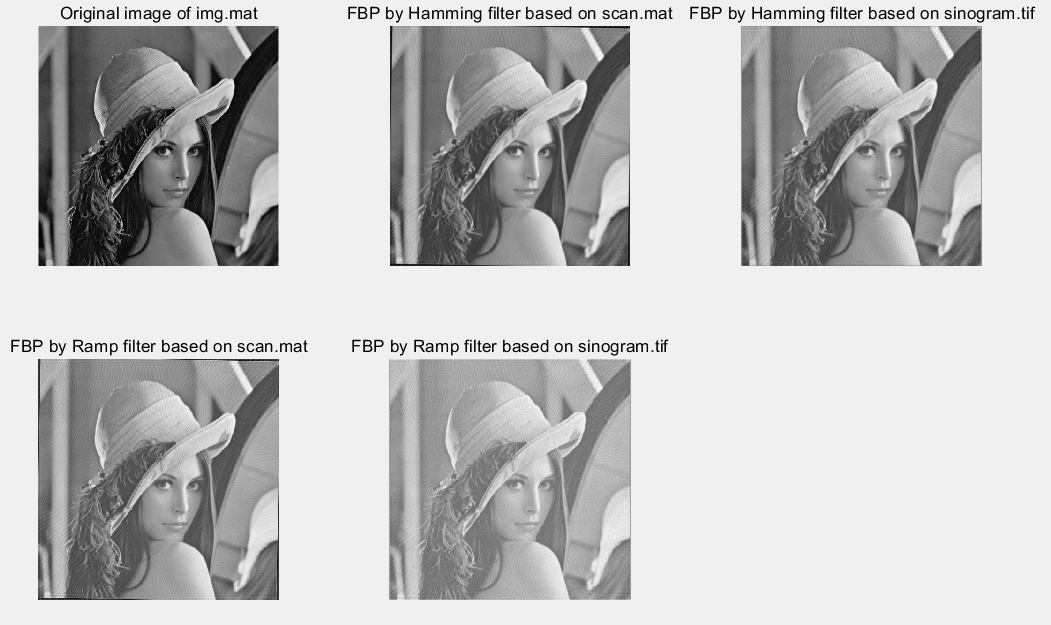 Original image of img.mat
FBP by Hamming filter based on scan.mat
FBP by Hamming filter based on sinogram.tif
FBP by Ramp filter based on scan.mat
FBP by Ramp filter based on sinogram.tif